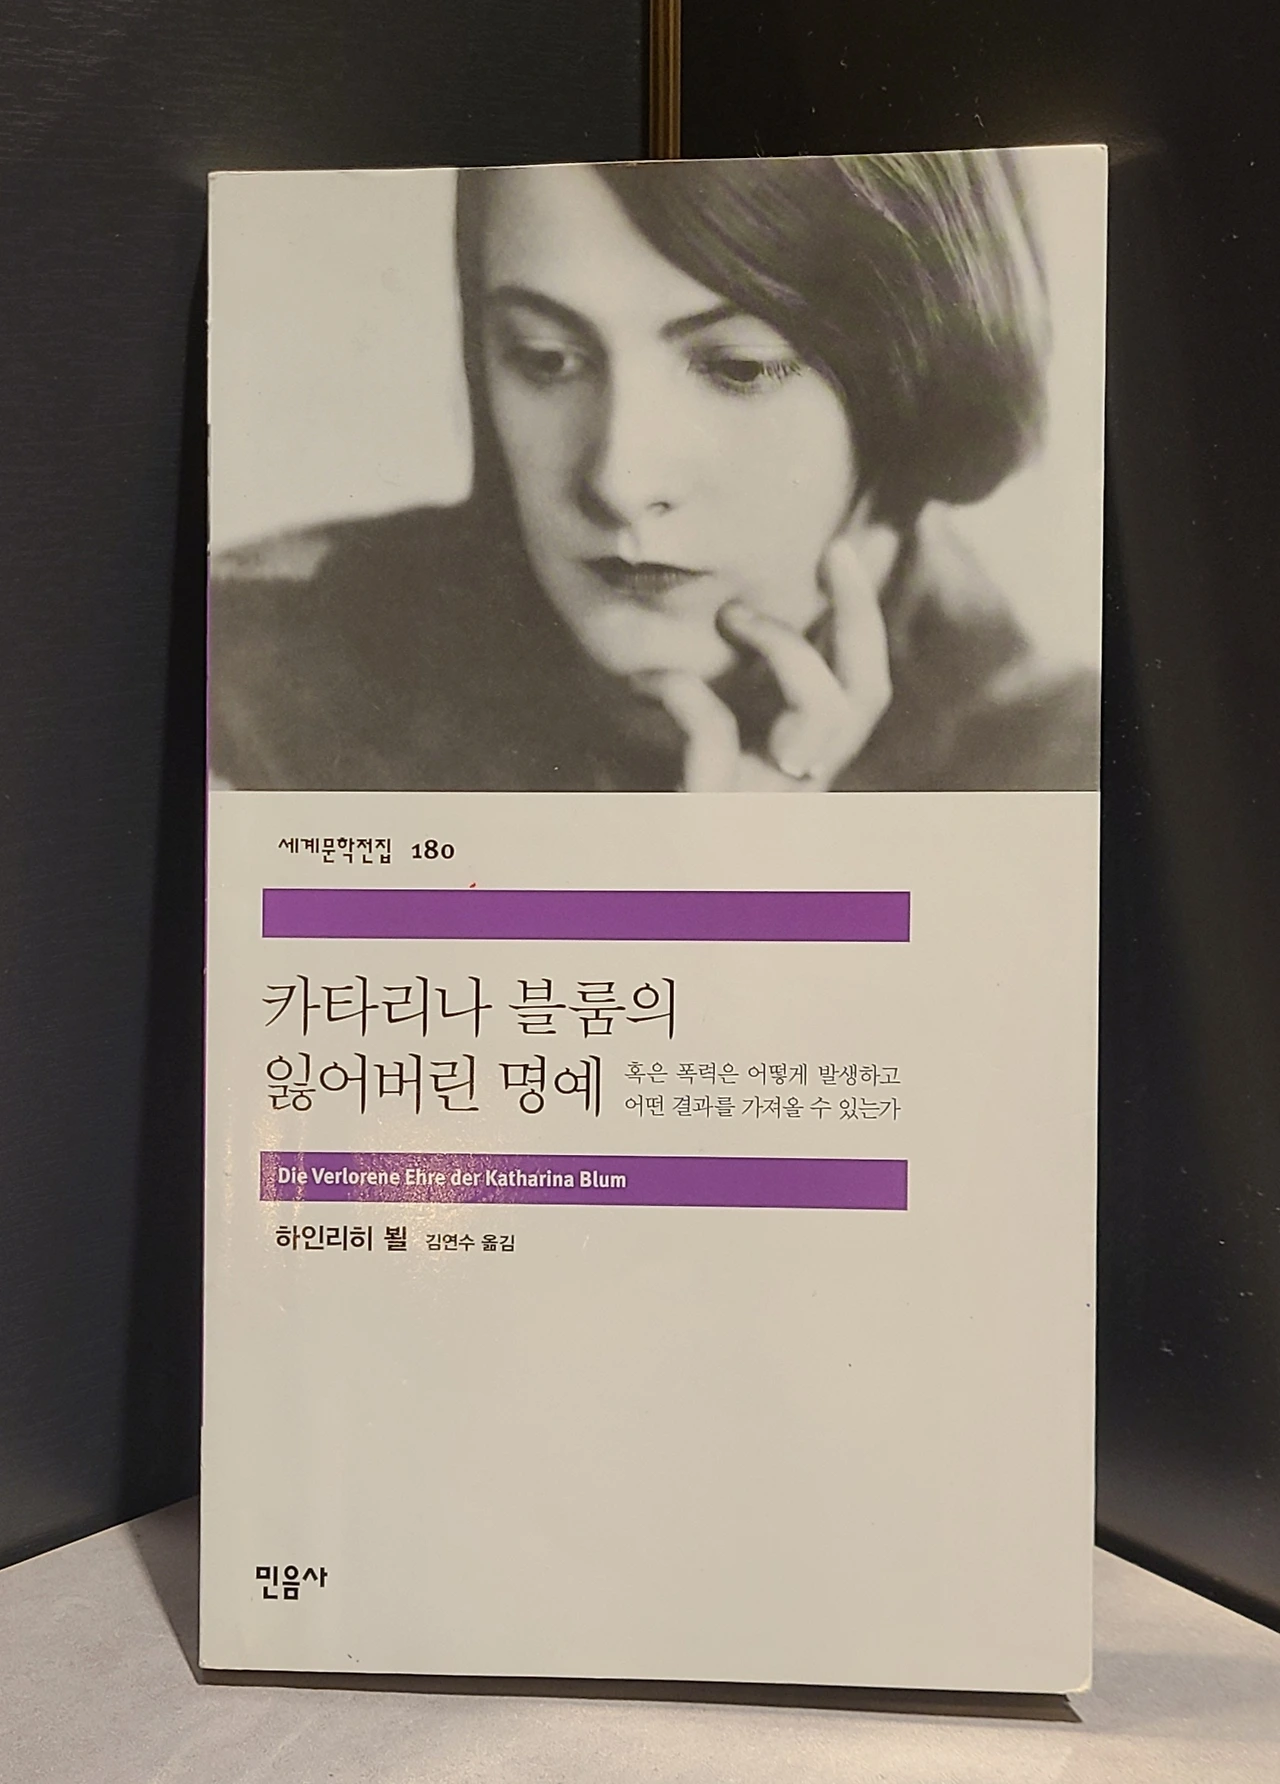 세계문학전집 180
카타리나 블룸의
잃어버린 명예
혹은 폭력은 어떻게 발생하고
어떤 결과를 가져올 수 있는가
Die Verlorene Ehre der Katharina Blum
하인리히 뵐 김연수 옮김
민음사